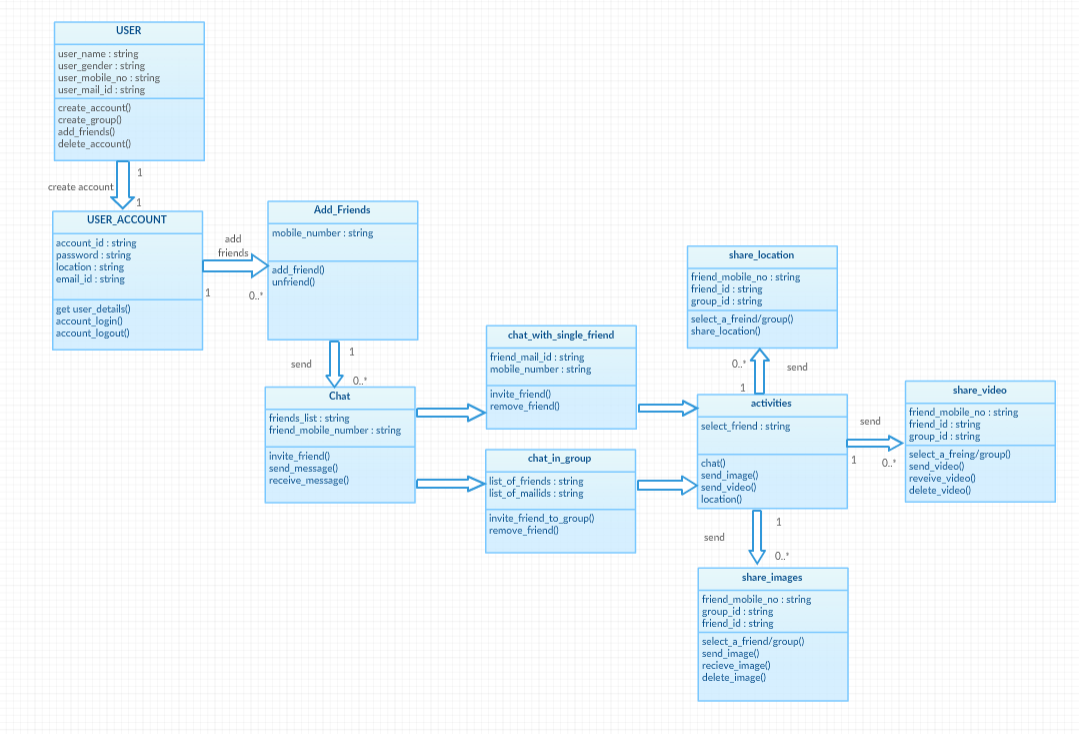 USER
user_name : string
user_gender : string
user_mobile_no : string
user_mail_id : string
create_account()
create_group()
add_friends()
delete_account()
1
create account
1
USER_ACCOUNT
account_id : string
password : string
location : string
email_id : string
get user_details()
account_login()
account_logout()
add
friends
1
0..*
Add_Friends
mobile_number : string
add_friend()
unfriend()
send
1
0..*
Chat
friends_list : string
friend_mobile_number : string
invite_friend()
send_message()
receive_message()
chat_with_single_friend
friend_mail_id : string
mobile_number : string
invite_friend()
remove_friend()
chat_in_group
list_of_friends : string
list_of_mailids : string
invite_friend_to_group()
remove_friend()
share_location
friend_mobile_no : string
friend_id : string
group_id : string
select_a_freind/group()
share_location()
0..*
send
1
activities
select_friend : string
chat()
send_image()
send_video()
location()
send
1
0..*
share_video
friend_mobile_no : string
friend_id : string
group_id : string
select_a_freing/group()
send_video()
reveive_video()
delete_video()
1
send
0..*
share_images
friend_mobile_no : string
group_id : string
friend_id : string
select_a_friend/group()
send_image()
recieve_image()
delete_image()